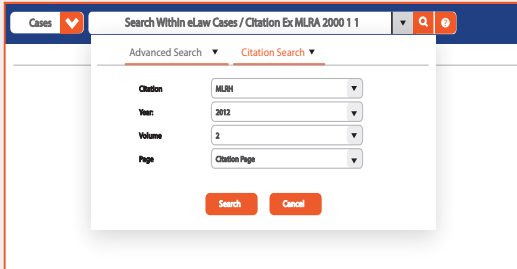 Cases Search Within eLaw Cases / Citation Ex MLRA 2000 1 1 ?
Advanced Search Citation Search
Citation MLRH
Year: 2012
Volume 2
Page Citation Page
Search Cancel